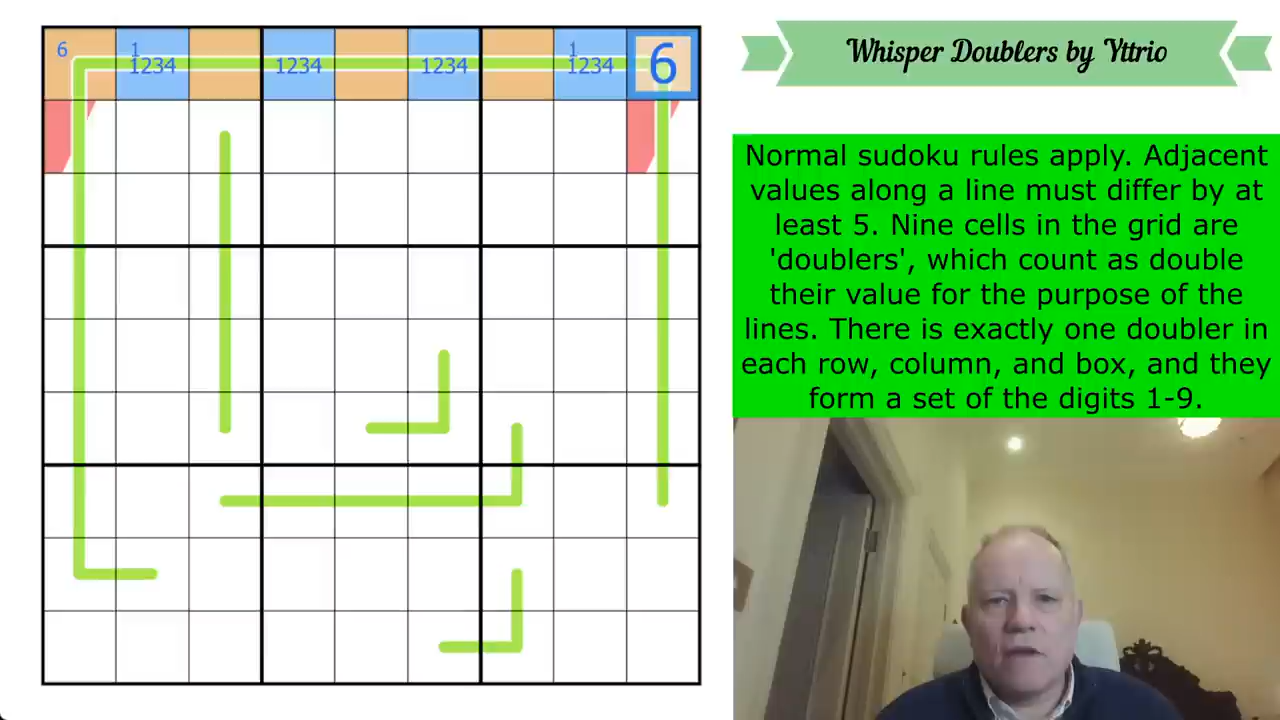 Whisper Doublers by Yttrio
6 1 1 6
1234 1234 1234 1234
Normal sudoku rules apply. Adjacent
values along a line must differ by at
least 5. Nine cells in the grid are
'doublers', which count as double
their value for the purpose of the
lines. There is exactly one doubler in
each row, column, and box, and they
form a set of the digits 1-9.